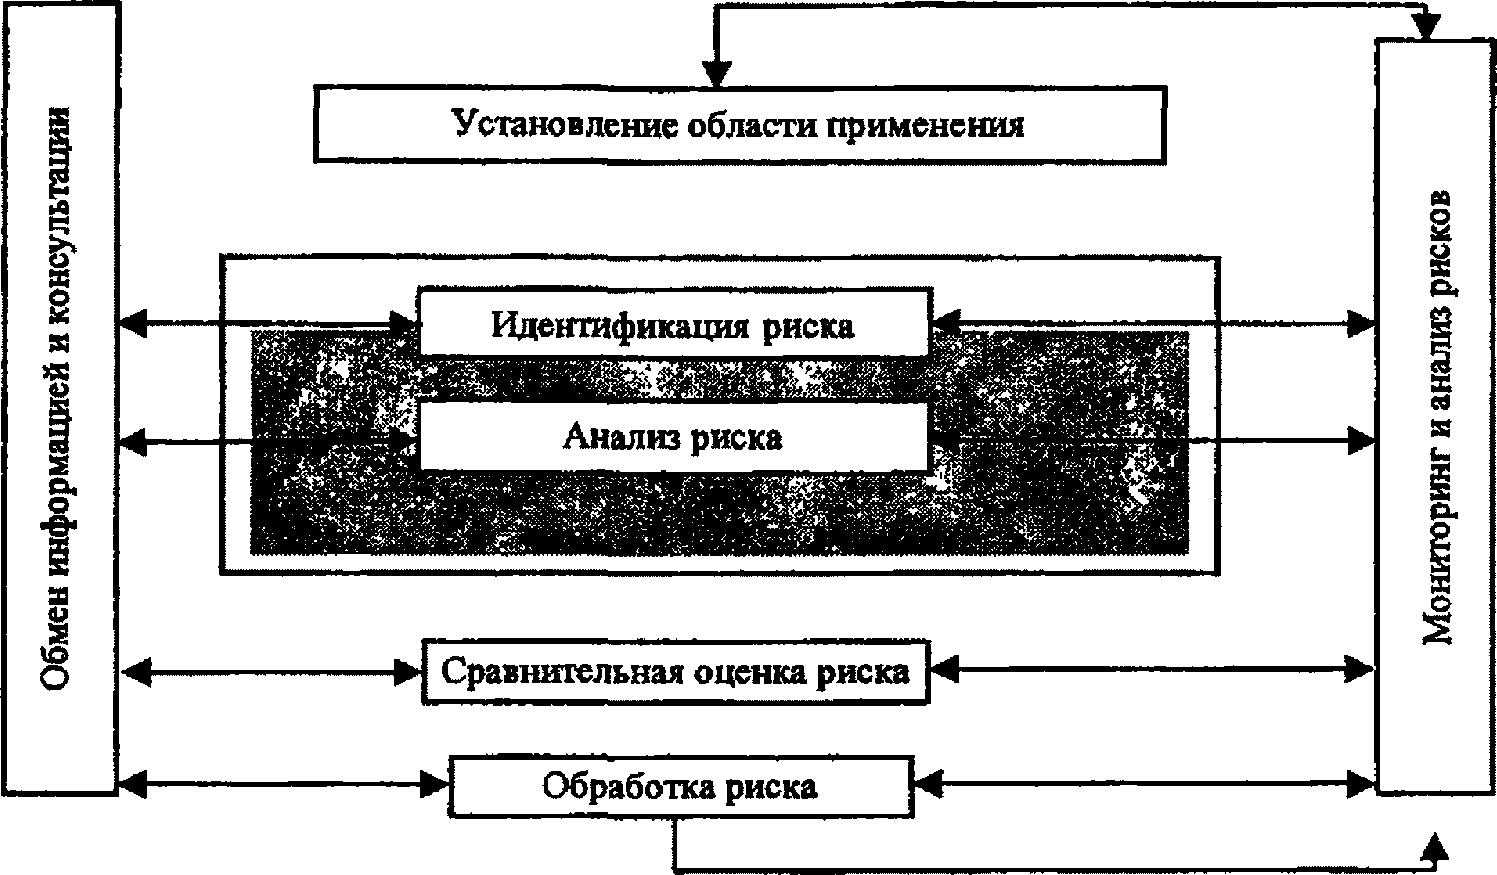 Обмен информацией и консультации
Установление области применения
Идентификация риска
Анализ риска
Сравнительная оценка риска
Обработка риска
Мониторинг и анализ рисков